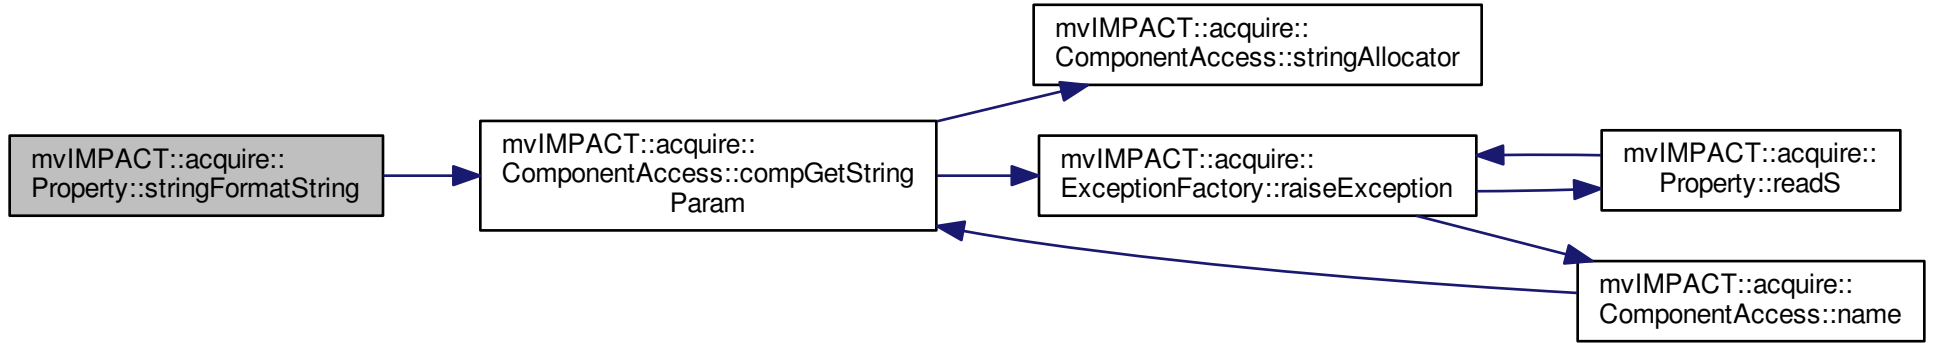 mvIMPACT::acquire::
Property::stringFormatString
mvIMPACT::acquire::
ComponentAccess::compGetString
Param
mvIMPACT::acquire::
ComponentAccess::stringAllocator
mvIMPACT::acquire::
ExceptionFactory::raiseException
mvIMPACT::acquire::
Property::readS
mvIMPACT::acquire::
ComponentAccess::name